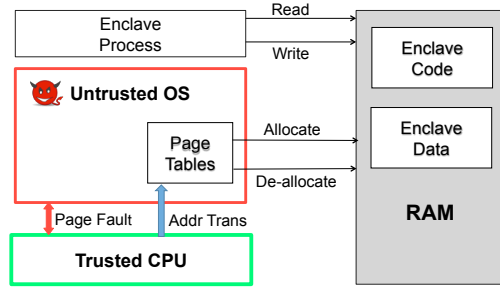 Enclave
Process
Read
Write
Enclave
Code
Untrusted OS
Page
Tables
Allocate
De-allocate
Enclave
Data
RAM
Page Fault
Addr Trans
Trusted CPU